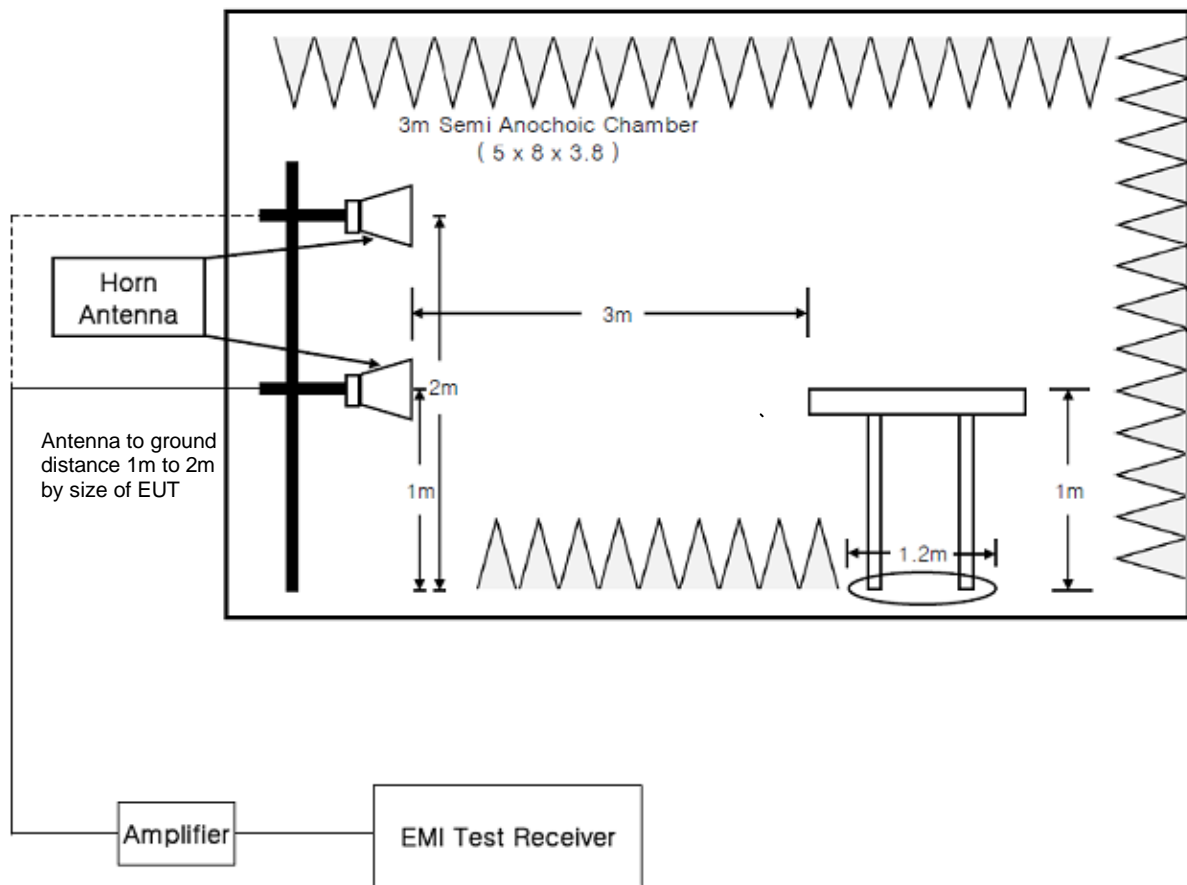 3m Semi Anochoic Chamber
( 5 x 8 x 3.8 )
Horn
Antenna
3m
2m
Antenna to ground
distance 1m to 2m
by size of EUT
1m
1m
1.2m
Amplifier
EMI Test Receiver